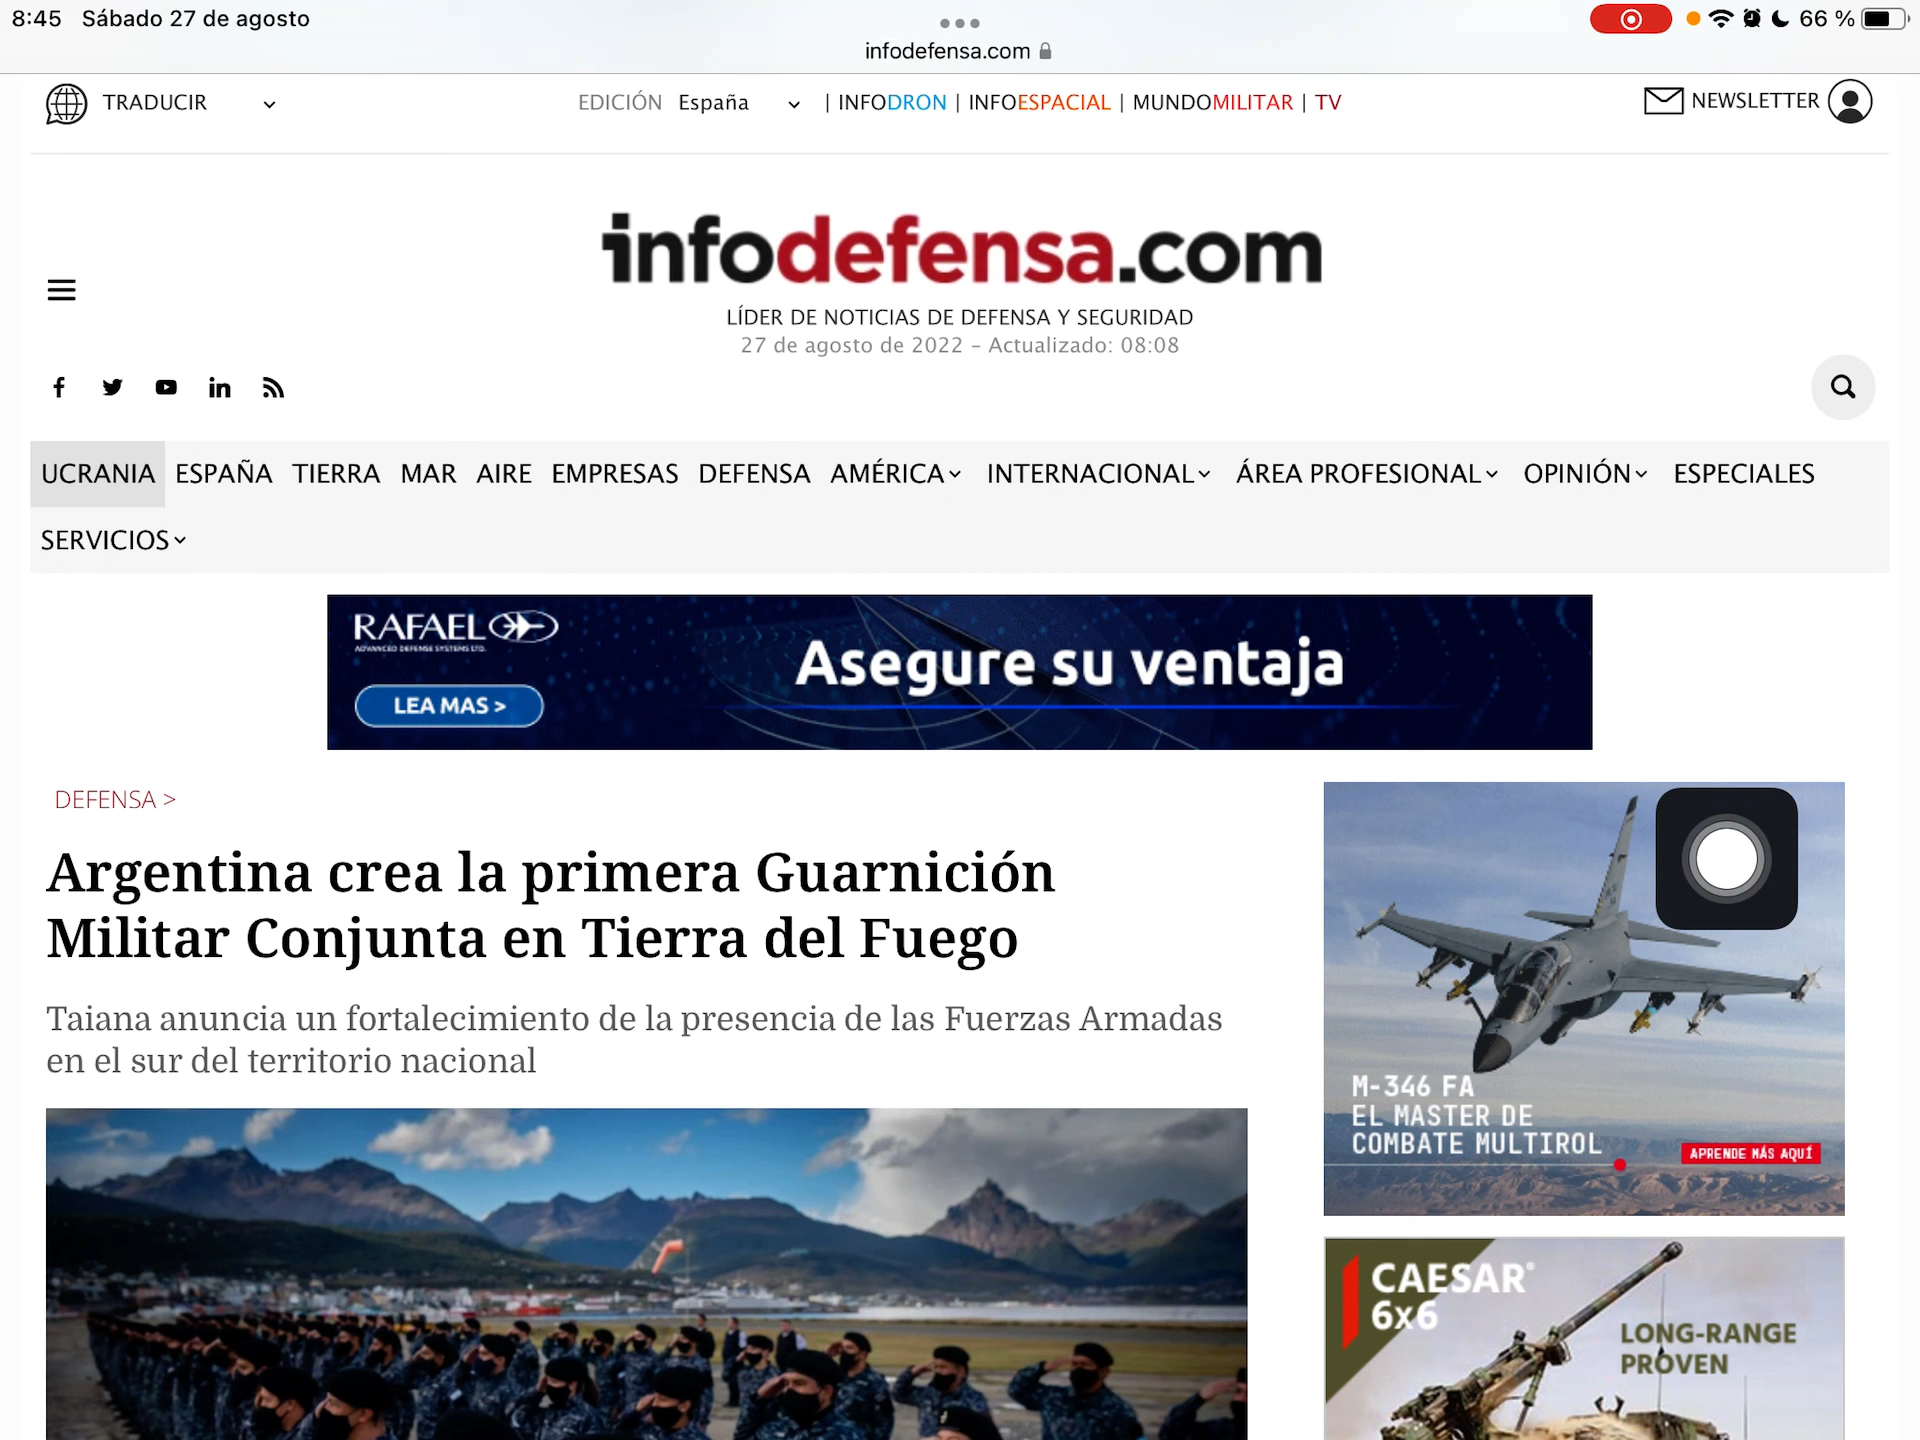 8:45 Sábado 27 de agosto
66 %
infodefensa.com
TRADUCIR
EDICIÓN España | INFODRON | INFOESPACIAL | MUNDOMILITAR | TV
NEWSLETTER
infodefensa.com
LÍDER DE NOTICIAS DE DEFENSA Y SEGURIDAD
27 de agosto de 2022 - Actualizado: 08:08
UCRANIA ESPAÑA TIERRA MAR AIRE EMPRESAS DEFENSA AMÉRICA INTERNACIONAL ÁREA PROFESIONAL OPINIÓN ESPECIALES
SERVICIOS
RAFAEL
ADVANCED DEFENSE SYSTEMS LTD.
LEA MAS >
Asegure su ventaja
DEFENSA >
Argentina crea la primera Guarnición
Militar Conjunta en Tierra del Fuego
Taiana anuncia un fortalecimiento de la presencia de las Fuerzas Armadas
en el sur del territorio nacional
M-346 FA
EL MASTER DE
COMBATE MULTIROL
APRENDE MÁS AQUÍ
CAESAR®
6x6
LONG-RANGE
PROVEN